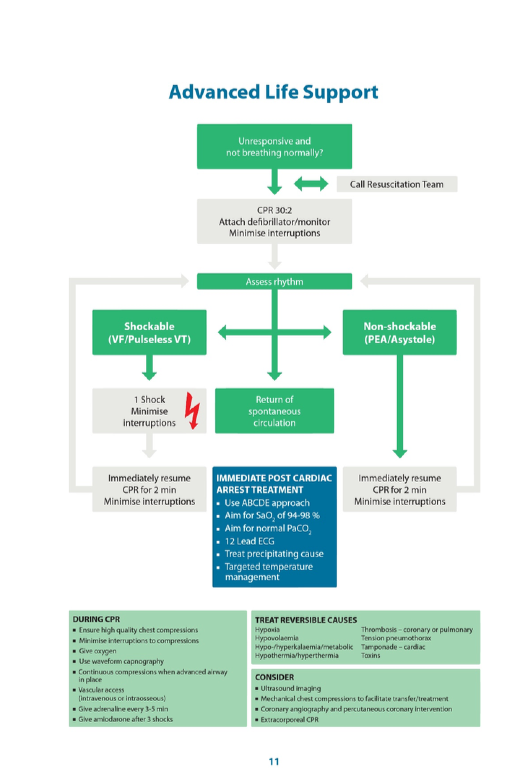 Advanced Life Support
Unresponsive and
not breathing normally?
Call Resuscitation Team
CPR 30:2
Attach defibrillator/monitor
Minimise interruptions
Assess rhythm
Shockable
(VF/Pulseless VT)
Non-shockable
(PEA/Asystole)
1 Shock
Minimise
interruptions
Return of
spontaneous
circulation
Immediately resume
CPR for 2 min
Minimise interruptions
IMMEDIATE POST CARDIAC
ARREST TREATMENT
▪ Use ABCDE approach
▪ Aim for SaO₂ of 94-98 %
▪ Aim for normal PaCO₂
▪ 12 Lead ECG
▪ Treat precipitating cause
▪ Targeted temperature
management
Immediately resume
CPR for 2 min
Minimise interruptions
DURING CPR
▪ Ensure high quality chest compressions
▪ Minimise interruptions to compressions
▪ Give oxygen
▪ Use waveform capnography
▪ Continuous compressions when advanced airway
in place
▪ Vascular access
(intravenous or intraosseous)
▪ Give adrenaline every 3-5 min
▪ Give amiodarone after 3 shocks
TREAT REVERSIBLE CAUSES
Hypoxia
Hypovolaemia
Hypo-/hyperkalaemia/metabolic
Hypothermia/hyperthermia
Thrombosis – coronary or pulmonary
Tension pneumothorax
Tamponade – cardiac
Toxins
CONSIDER
▪ Ultrasound imaging
▪ Mechanical chest compressions to facilitate transfer/treatment
▪ Coronary angiography and percutaneous coronary intervention
▪ Extracorporeal CPR
11